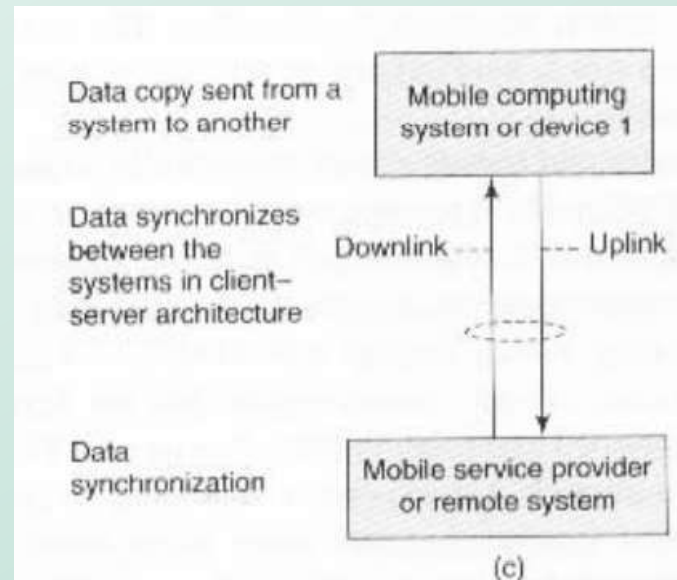 Data copy sent from a
system to another
Mobile computing
system or device 1
Data synchronizes
between the
systems in client–
server architecture
Downlink
Uplink
Data
synchronization
Mobile service provider
or remote system
(c)